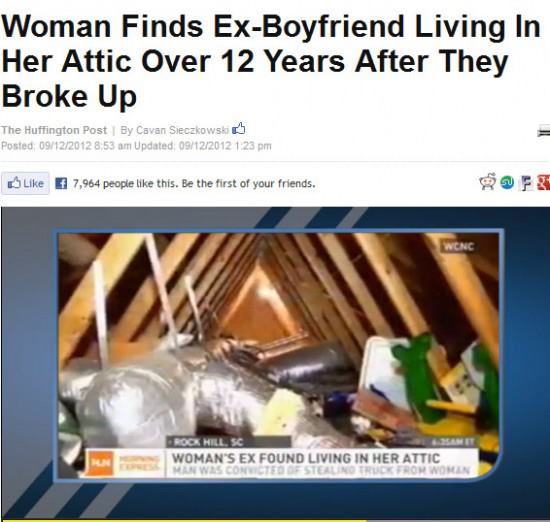 Woman Finds Ex-Boyfriend Living In
Her Attic Over 12 Years After They
Broke Up
The Huffington Post | By Cavan Sieczkowski
Posted: 09/12/2012 8:53 am Updated: 09/12/2012 1:23 pm
Like
7,964 people like this. Be the first of your friends.
WCNC
ROCK HILL, SC
6:35AM ET
HLN
MORNING
EXPRESS
WOMAN'S EX FOUND LIVING IN HER ATTIC
MAN WAS CONVICTED OF STEALING TRUCK FROM WOMAN